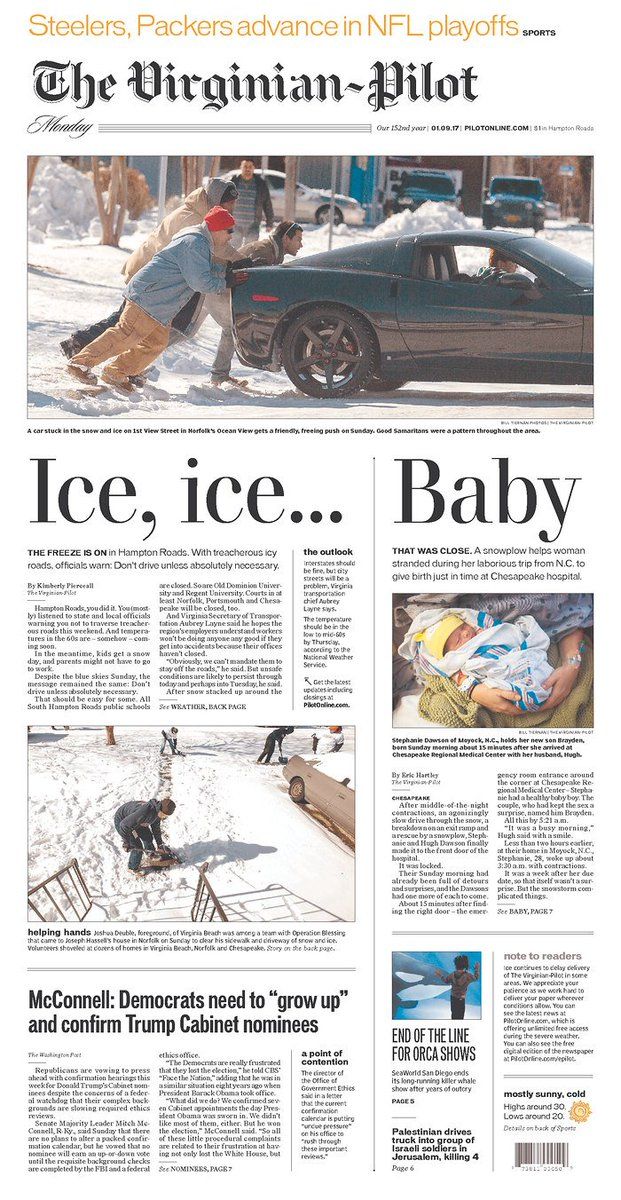 Steelers, Packers advance in NFL playoffs SPORTS
The Virginian-Pilot
Monday
Our 152nd year | 01.09.17 | PILOTONLINE.COM | $1 in Hampton Roads
BILL TIERNAN PHOTOS | THE VIRGINIAN-PILOT
A car stuck in the snow and ice on 1st View Street in Norfolk's Ocean View gets a friendly, freeing push on Sunday. Good Samaritans were a pattern throughout the area.
Ice, ice...
THE FREEZE IS ON in Hampton Roads. With treacherous icy
roads, officials warn: Don't drive unless absolutely necessary.
By Kimberly Pierceall
The Virginian-Pilot
Hampton Roads, you did it. You (most-
ly) listened to state and local officials
warning you not to traverse treacher-
ous roads this weekend. And tempera-
tures in the 60s are – somehow – com-
ing soon.
In the meantime, kids get a snow
day, and parents might not have to go
to work.
Despite the blue skies Sunday, the
message remained the same: Don't
drive unless absolutely necessary.
That should be easy for some. All
South Hampton Roads public schools
are closed. So are Old Dominion Univer-
sity and Regent University. Courts in at
least Norfolk, Portsmouth and Chesa-
peake will be closed, too.
And Virginia Secretary of Transpor-
tation Aubrey Layne said he hopes the
region's employers understand workers
won't be doing anyone any good if they
get into accidents because their offices
haven't closed.
"Obviously, we can't mandate them to
stay off the roads," he said. But unsafe
conditions are likely to persist through
today and perhaps into Tuesday, he said.
After snow stacked up around the
See WEATHER, BACK PAGE
the outlook
Interstates should
be fine, but city
streets will be a
problem, Virginia
transportation
chief Aubrey
Layne says.
The temperature
should be in the
low to mid-60s
by Thursday,
according to the
National Weather
Service.
Get the latest
updates including
closings at
PilotOnline.com.
helping hands Joshua Deuble, foreground, of Virginia Beach was among a team with Operation Blessing
that came to Joseph Hassell's house in Norfolk on Sunday to clear his sidewalk and driveway of snow and ice.
Volunteers shoveled at dozens of homes in Virginia Beach, Norfolk and Chesapeake. Story on the back page.
Baby
THAT WAS CLOSE. A snowplow helps woman
stranded during her laborious trip from N.C. to
give birth just in time at Chesapeake hospital.
BILL TIERNAN | THE VIRGINIAN-PILOT
Stephanie Dawson of Moyock, N.C., holds her new son Brayden,
born Sunday morning about 15 minutes after she arrived at
Chesapeake Regional Medical Center with her husband, Hugh.
By Eric Hartley
The Virginian-Pilot
CHESAPEAKE
After middle-of-the-night
contractions, an agonizingly
slow drive through the snow, a
breakdown on an exit ramp and
a rescue by a snowplow, Steph-
anie and Hugh Dawson finally
made it to the front door of the
hospital.
It was locked.
Their Sunday morning had
already been full of detours
and surprises, and the Dawsons
had one more of each to come.
About 15 minutes after find-
ing the right door – the emer-
gency room entrance around
the corner at Chesapeake Re-
gional Medical Center – Stepha-
nie had a healthy baby boy. The
couple, who had kept the sex a
surprise, named him Brayden.
All this by 5:21 a.m.
"It was a busy morning,"
Hugh said with a smile.
Less than two hours earlier,
at their home in Moyock, N.C.,
Stephanie, 28, woke up about
3:30 a.m. with contractions.
It was a week after her due
date, so that itself wasn't a sur-
prise. But the snowstorm com-
plicated things.
See BABY, PAGE 7
McConnell: Democrats need to "grow up"
and confirm Trump Cabinet nominees
The Washington Post
Republicans are vowing to press
ahead with confirmation hearings this
week for Donald Trump's Cabinet nom-
inees despite the concerns of a feder-
al watchdog that their complex back-
grounds are slowing required ethics
reviews.
Senate Majority Leader Mitch Mc-
Connell, R-Ky., said Sunday that there
are no plans to alter a packed confir-
mation calendar, but he vowed that no
nominee will earn an up-or-down vote
until the requisite background checks
are completed by the FBI and a federal
ethics office.
"The Democrats are really frustrated
that they lost the election," he told CBS'
"Face the Nation," adding that he was in
a similar situation eight years ago when
President Barack Obama took office.
"What did we do? We confirmed sev-
en Cabinet appointments the day Pres-
ident Obama was sworn in. We didn't
like most of them, either. But he won
the election," McConnell said. "So all
of these little procedural complaints
are related to their frustration at hav-
ing not only lost the White House, but
See NOMINEES, PAGE 7
a point of
contention
The director of
the Office of
Government Ethics
said in a letter
that the current
confirmation
calendar is putting
"undue pressure"
on his office to
"rush through
these important
reviews."
END OF THE LINE
FOR ORCA SHOWS
SeaWorld San Diego ends
its long-running killer whale
show after years of outcry
PAGE 5
Palestinian drives
truck into group of
Israeli soldiers in
Jerusalem, killing 4
Page 6
note to readers
Ice continues to delay delivery
of The Virginian-Pilot in some
areas. We appreciate your
patience as we work hard to
deliver your paper wherever
conditions allow. You can
see the latest news at
PilotOnline.com, which is
offering unlimited free access
during the severe weather.
You can also see the free
digital edition of the newspaper
at PilotOnline.com/epilot.
mostly sunny, cold
Highs around 30.
Lows around 20.
Details on back of Sports